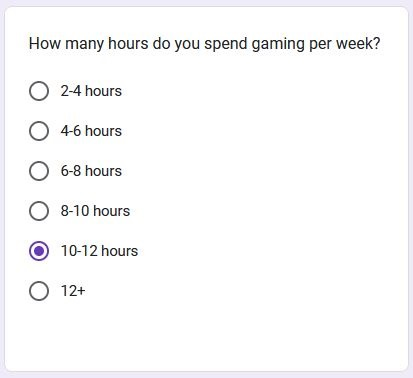 How many hours do you spend gaming per week?
2-4 hours
4-6 hours
6-8 hours
8-10 hours
10-12 hours
12+